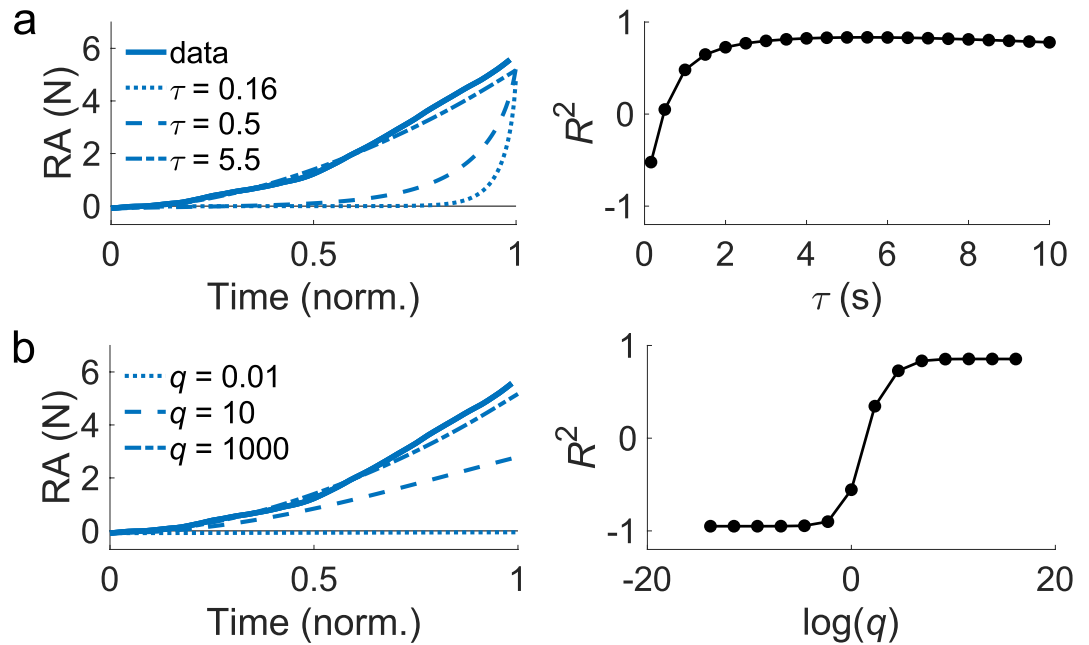 a
RA (N)
6
4
2
0
data
τ = 0.16
τ = 0.5
τ = 5.5
0
0.5
1
Time (norm.)
R²
1
0
-1
0
2
4
6
8
10
τ (s)
b
RA (N)
6
4
2
0
q = 0.01
q = 10
q = 1000
0
0.5
1
Time (norm.)
R²
1
0
-1
-20
0
20
log(q)